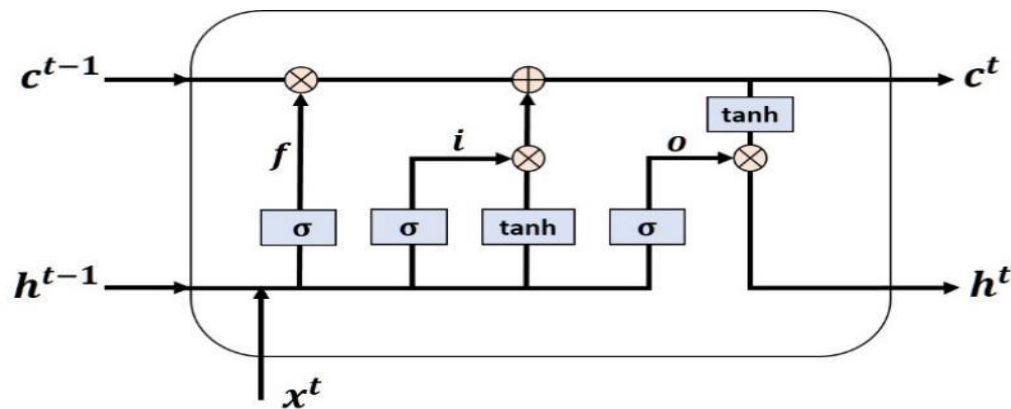 c^{t-1} c^t
tanh
f i o
σ σ tanh σ
h^{t-1} h^t
x^t